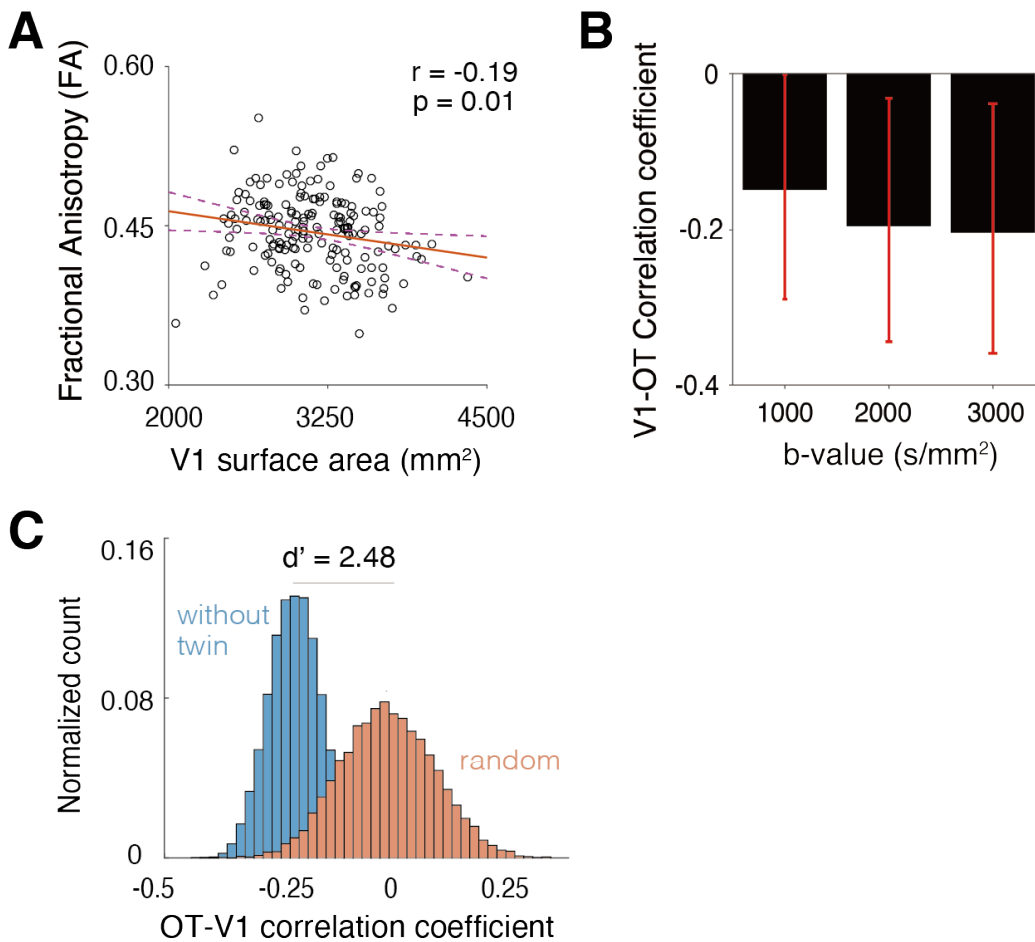 A
Fractional Anisotropy (FA)
0.60
0.45
0.30
r = -0.19
p = 0.01
2000 3250 4500
V1 surface area (mm²)
B
V1-OT Correlation coefficient
0
-0.2
-0.4
1000 2000 3000
b-value (s/mm²)
C
Normalized count
0.16
0.08
0
d' = 2.48
without
twin
random
-0.5 -0.25 0 0.25
OT-V1 correlation coefficient